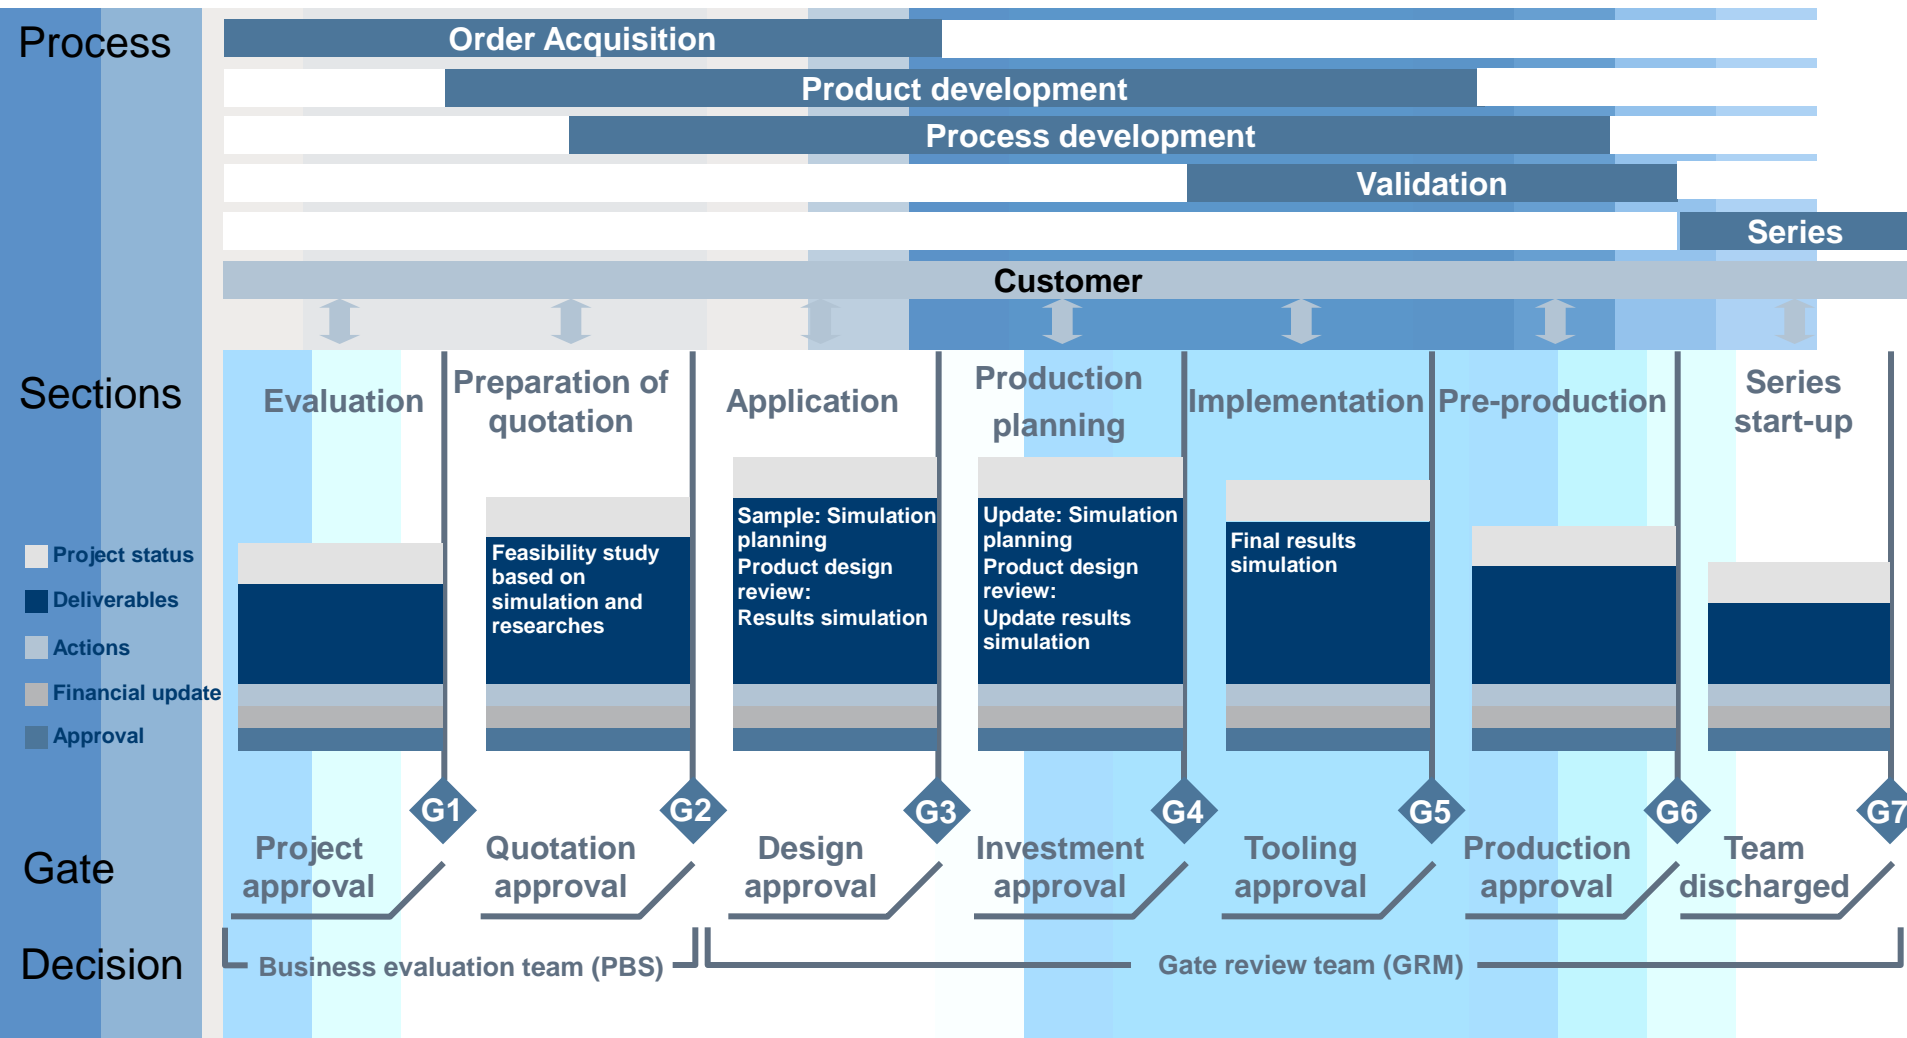 Process
Order Acquisition
Product development
Process development
Validation
Series
Customer
Sections
Evaluation
Preparation of
quotation
Application
Production
planning
Implementation
Pre-production
Series
start-up
Project status
Deliverables
Actions
Financial update
Approval
Feasibility study
based on
simulation and
researches
Sample: Simulation
planning
Product design
review:
Results simulation
Update: Simulation
planning
Product design
review:
Update results
simulation
Final results
simulation
G1
G2
G3
G4
G5
G6
G7
Gate
Project
approval
Quotation
approval
Design
approval
Investment
approval
Tooling
approval
Production
approval
Team
discharged
Decision
Business evaluation team (PBS)
Gate review team (GRM)